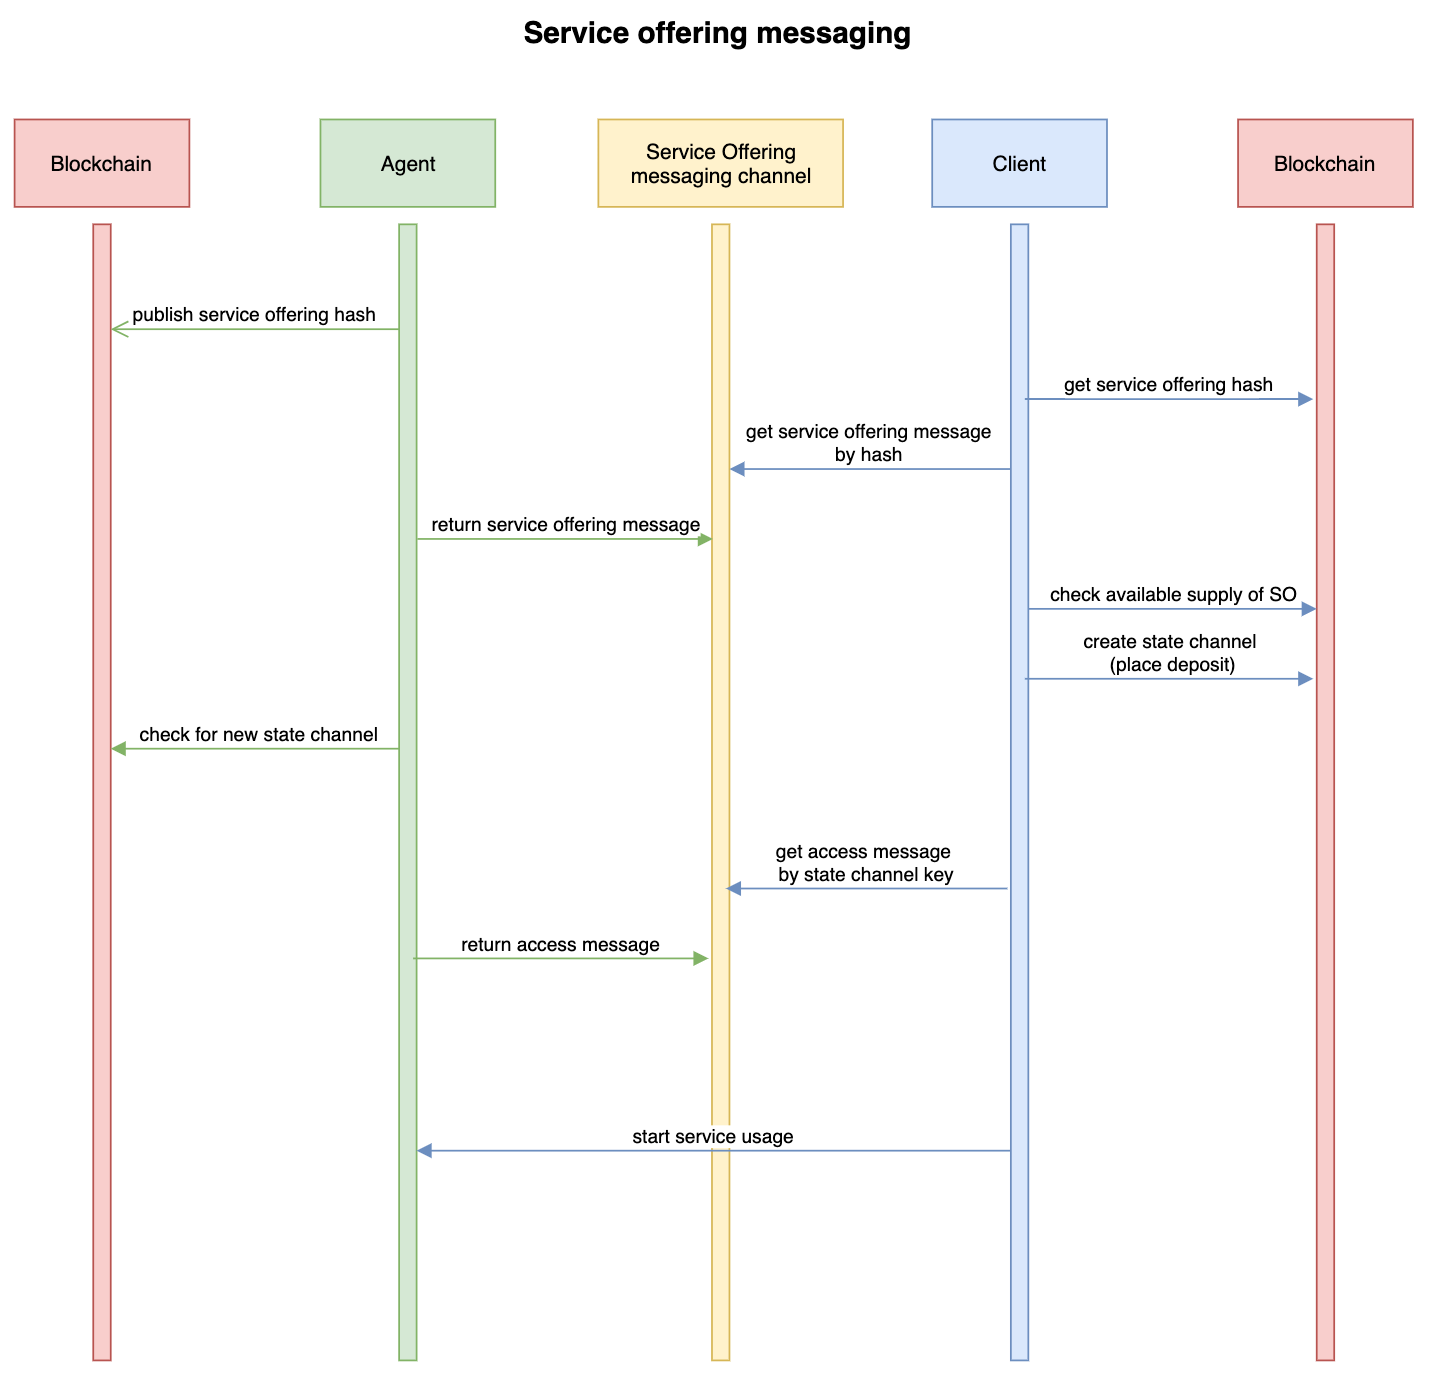 Service offering messaging
Blockchain
Agent
Service Offering
messaging channel
Client
Blockchain
publish service offering hash
get service offering hash
get service offering message
by hash
return service offering message
check available supply of SO
create state channel
(place deposit)
check for new state channel
get access message
by state channel key
return access message
start service usage